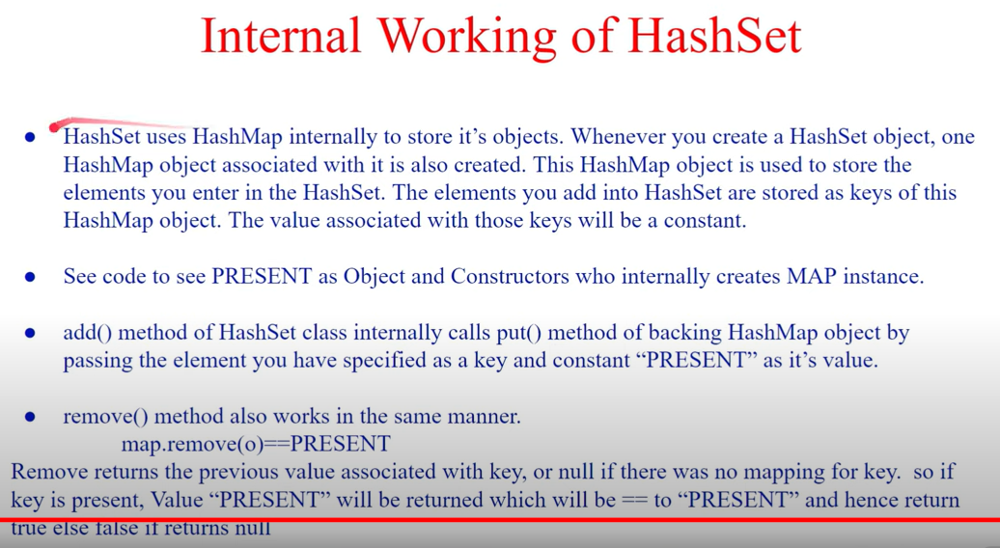 Internal Working of HashSet
● HashSet uses HashMap internally to store it’s objects. Whenever you create a HashSet object, one
HashMap object associated with it is also created. This HashMap object is used to store the
elements you enter in the HashSet. The elements you add into HashSet are stored as keys of this
HashMap object. The value associated with those keys will be a constant.
● See code to see PRESENT as Object and Constructors who internally creates MAP instance.
● add() method of HashSet class internally calls put() method of backing HashMap object by
passing the element you have specified as a key and constant “PRESENT” as it’s value.
● remove() method also works in the same manner.
map.remove(o)==PRESENT
Remove returns the previous value associated with key, or null if there was no mapping for key. so if
key is present, Value “PRESENT” will be returned which will be == to “PRESENT” and hence return
true else false if returns null